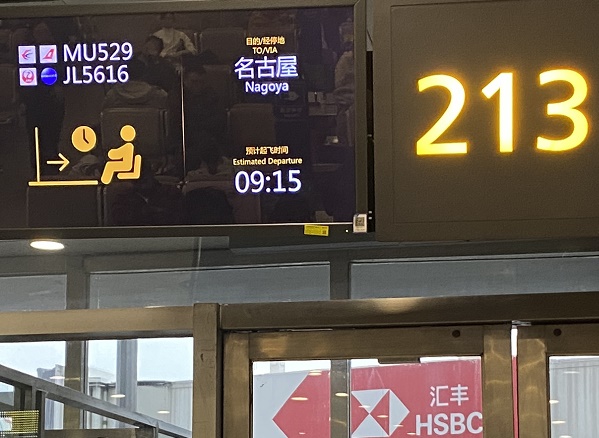 MU529
JL5616
目的/经停地
TO/VIA
名古屋
Nagoya
预计起飞时间
Estimated Departure
09:15
213
汇丰
HSBC